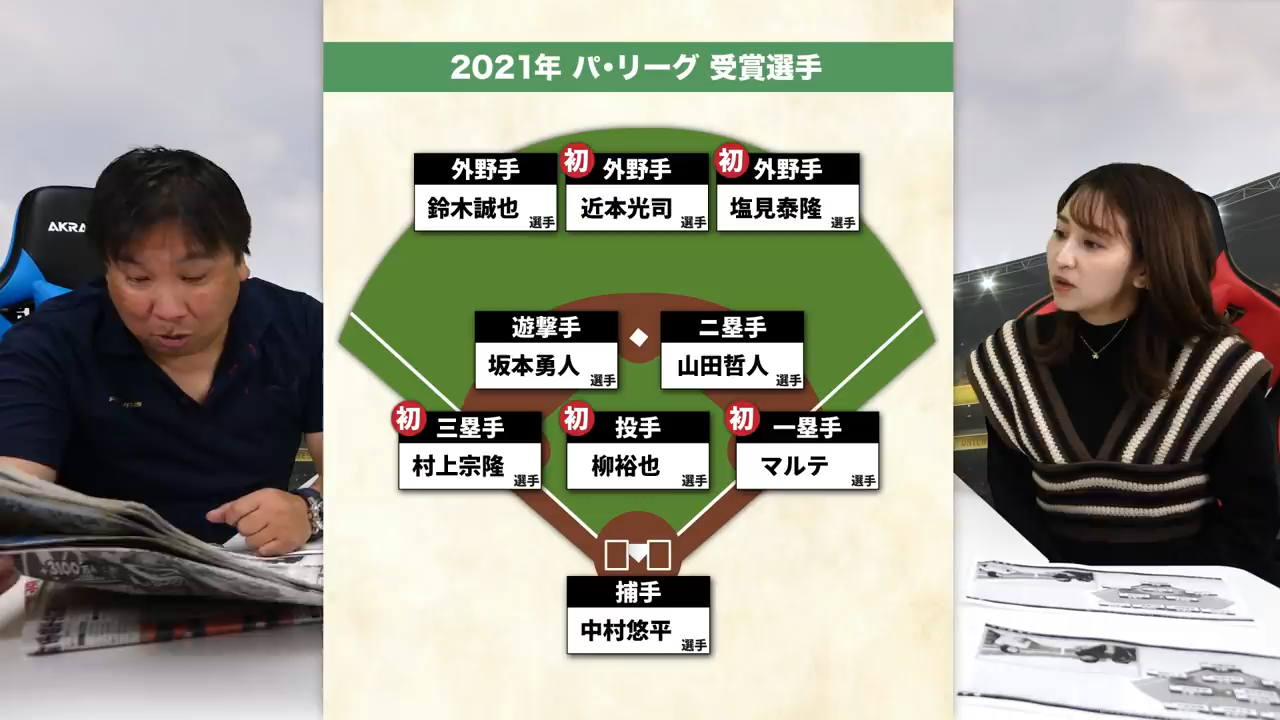 2021年 パ・リーグ 受賞選手
外野手
鈴木誠也 選手
初 外野手
近本光司 選手
初 外野手
塩見泰隆 選手
遊撃手
坂本勇人 選手
二塁手
山田哲人 選手
初 三塁手
村上宗隆 選手
初 投手
柳裕也 選手
初 一塁手
マルテ 選手
捕手
中村悠平 選手
AKRA